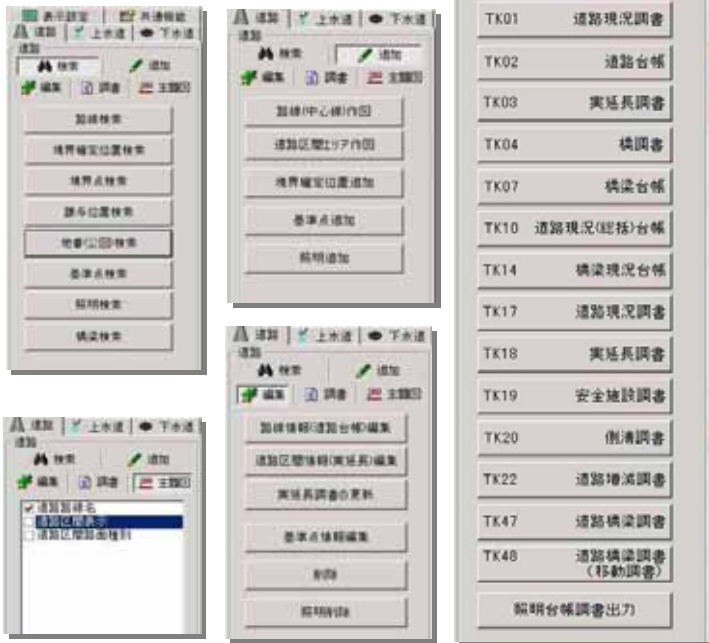 表示設定 共通機能
道路 上水道 下水道
道路
検索 追加
編集 調書 主題図
路線検索
境界確定位置検索
境界点検索
譲与位置検索
地番(公図)検索
基準点検索
照明検索
橋梁検索
道路 上水道 下水道
道路
検索 追加
編集 調書 主題図
道路路線名
道路区間表示
道路区間路面種別
道路 上水道 下水道
道路
検索 追加
編集 調書 主題図
路線(中心線)作図
道路区間エリア作図
境界確定位置追加
基準点追加
照明追加
道路 上水道 下水道
道路
検索 追加
編集 調書 主題図
路線情報(道路台帳)編集
道路区間情報(実延長)編集
実延長調書の更新
基準点情報編集
削除
照明削除
TK01 道路現況調書
TK02 道路台帳
TK03 実延長調書
TK04 橋調書
TK07 橋梁台帳
TK10 道路現況(総括)台帳
TK14 橋梁現況台帳
TK17 道路現況調書
TK18 実延長調書
TK19 安全施設調書
TK20 側溝調書
TK22 道路増減調書
TK47 道路橋梁調書
TK48 道路橋梁調書
(移動調書)
照明台帳調書出力